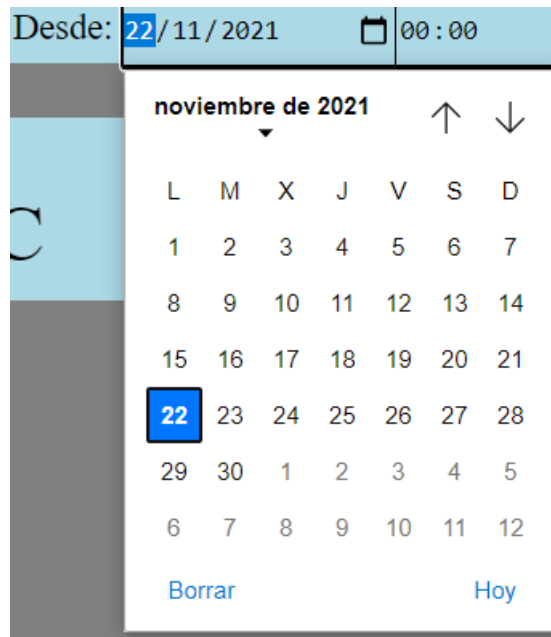 Desde: 22/11/2021 00:00
noviembre de 2021
L M X J V S D
1 2 3 4 5 6 7
C
8 9 10 11 12 13 14
15 16 17 18 19 20 21
22 23 24 25 26 27 28
29 30 1 2 3 4 5
6 7 8 9 10 11 12
Borrar Hoy